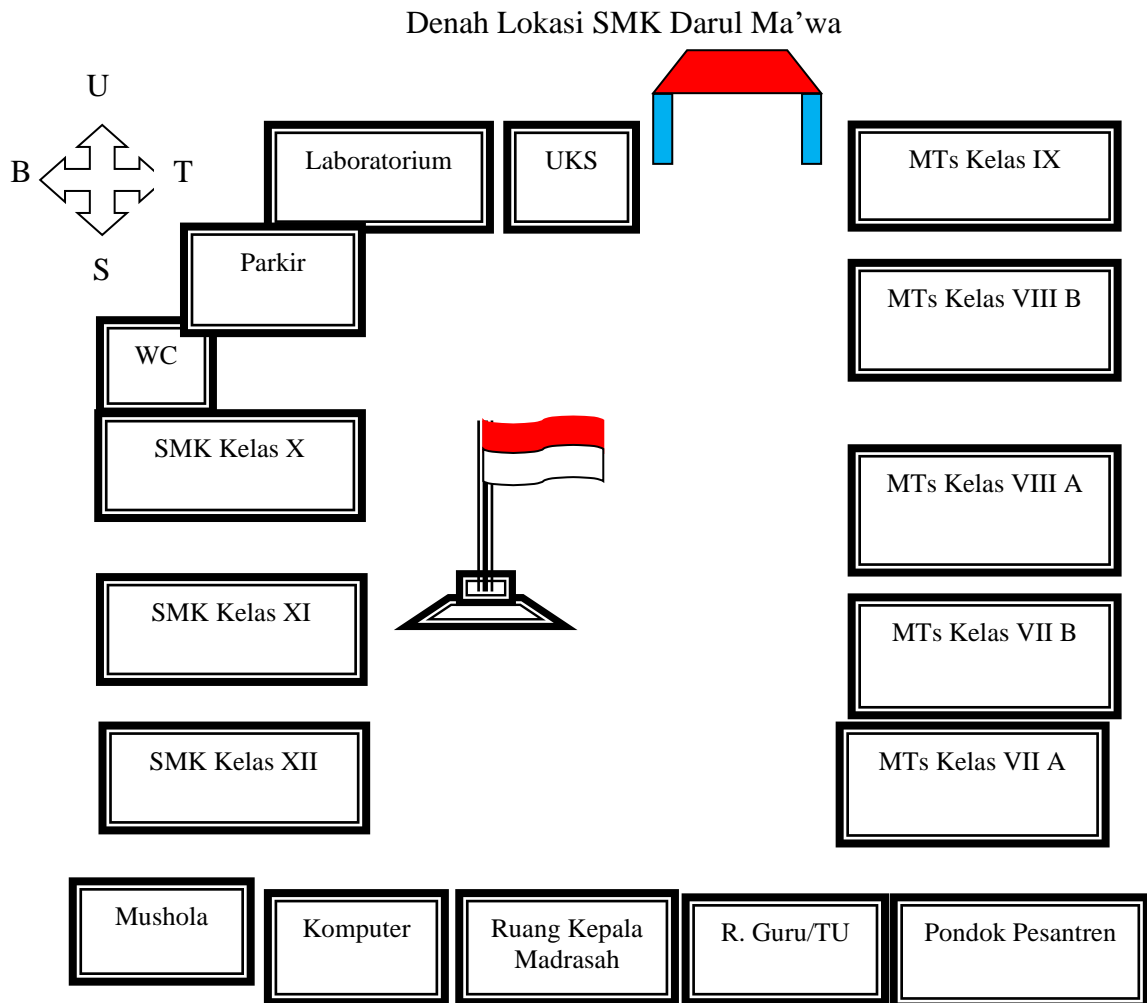 Denah Lokasi SMK Darul Ma’wa
U
B
T
S
Laboratorium
UKS
MTs Kelas IX
Parkir
MTs Kelas VIII B
WC
SMK Kelas X
MTs Kelas VIII A
SMK Kelas XI
MTs Kelas VII B
SMK Kelas XII
MTs Kelas VII A
Mushola
Komputer
Ruang Kepala
Madrasah
R. Guru/TU
Pondok Pesantren